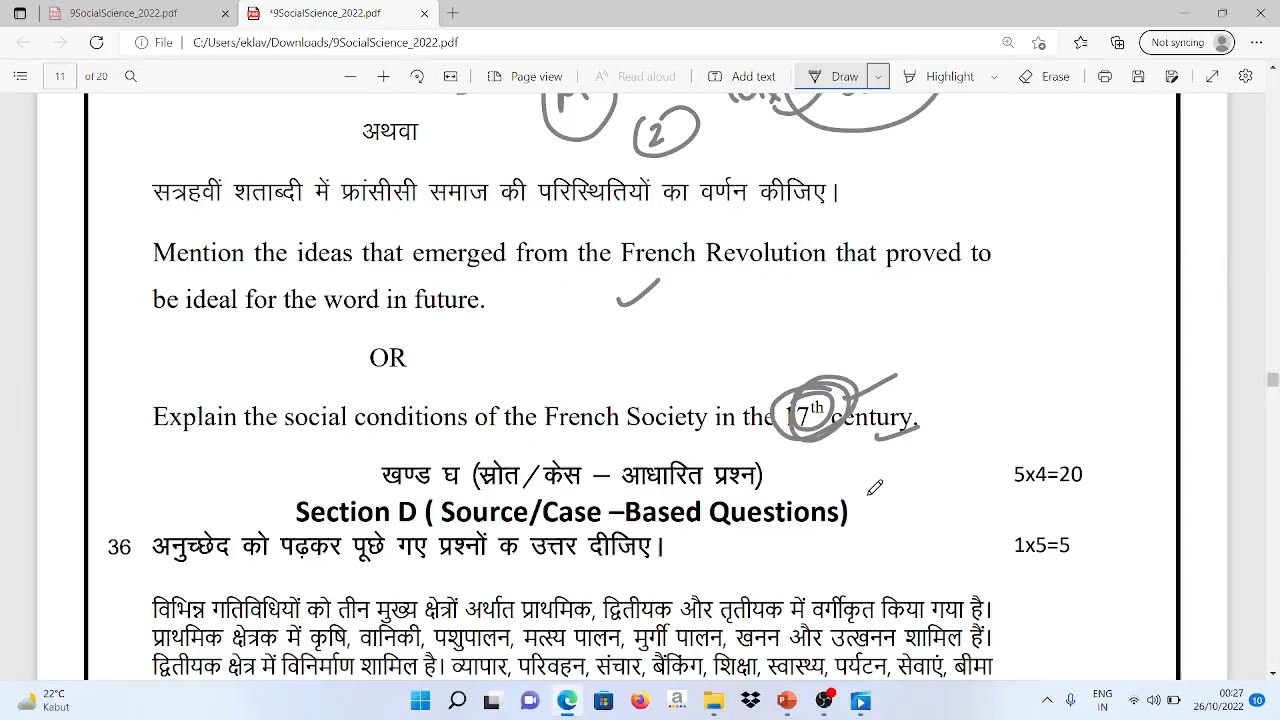 9SocialScience_2022.pdf
*9SocialScience_2022.pdf
File C:/Users/eklav/Downloads/9SocialScience_2022.pdf
Not syncing
11 of 20
Page view
Read aloud
Add text
Draw
Highlight
Erase
2
अथवा
सत्रहवीं शताब्दी में फ्रांसीसी समाज की परिस्थितियों का वर्णन कीजिए।
Mention the ideas that emerged from the French Revolution that proved to
be ideal for the word in future.
OR
Explain the social conditions of the French Society in the 17th century.
खण्ड घ (स्रोत/केस – आधारित प्रश्न) 5x4=20
Section D ( Source/Case –Based Questions)
36 अनुच्छेद को पढ़कर पूछे गए प्रश्नों क उत्तर दीजिए। 1x5=5
विभिन्न गतिविधियों को तीन मुख्य क्षेत्रों अर्थात प्राथमिक, द्वितीयक और तृतीयक में वर्गीकृत किया गया है।
प्राथमिक क्षेत्रक में कृषि, वानिकी, पशुपालन, मत्स्य पालन, मुर्गी पालन, खनन और उत्खनन शामिल हैं।
द्वितीयक क्षेत्र में विनिर्माण शामिल है। व्यापार, परिवहन, संचार, बैंकिंग, शिक्षा, स्वास्थ्य, पर्यटन, सेवाएं, बीमा
22°C
Kabut
ENG
IN
00:27
26/10/2022
10